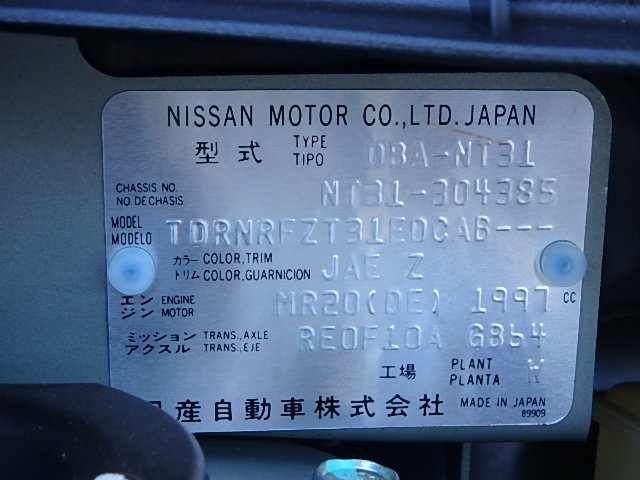 NISSAN MOTOR CO.,LTD. JAPAN
型式 TYPE TIPO DBA-NT31
CHASSIS NO. NO. DE CHASIS NT31-304385
MODEL MODELO TDRNRFZT31EDCAB---
カラー COLOR,TRIM トリム COLOR,GUARNICION JAE Z
エンジン ENGINE MOTOR MR20(DE) 1997 CC
ミッション TRANS.,AXLE アクスル TRANS.,EJE RE0F10A G864
工場 PLANT PLANTA W
日産自動車株式会社 MADE IN JAPAN
89909